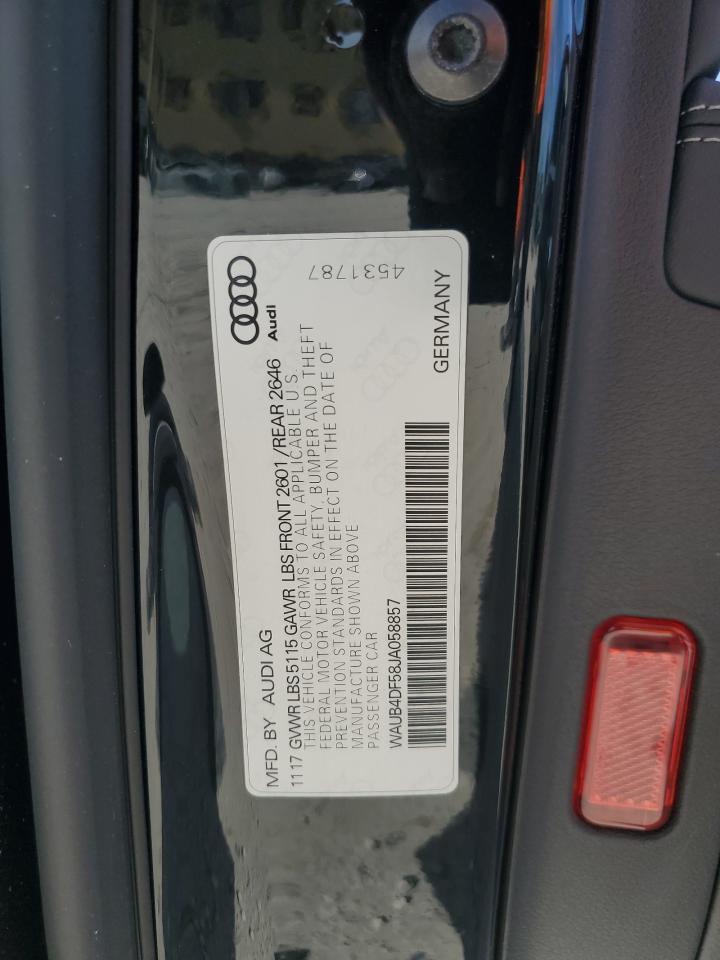 MFD. BY AUDI AG
Audi
1117 GVWR LBS 5115 GAWR LBS FRONT 2601 /REAR 2646
THIS VEHICLE CONFORMS TO ALL APPLICABLE U S.
FEDERAL MOTOR VEHICLE SAFETY, BUMPER AND THEFT
PREVENTION STANDARDS IN EFFECT ON THE DATE OF
MANUFACTURE SHOWN ABOVE
PASSENGER CAR
WAUB4DF58JA058857
GERMANY
4531787